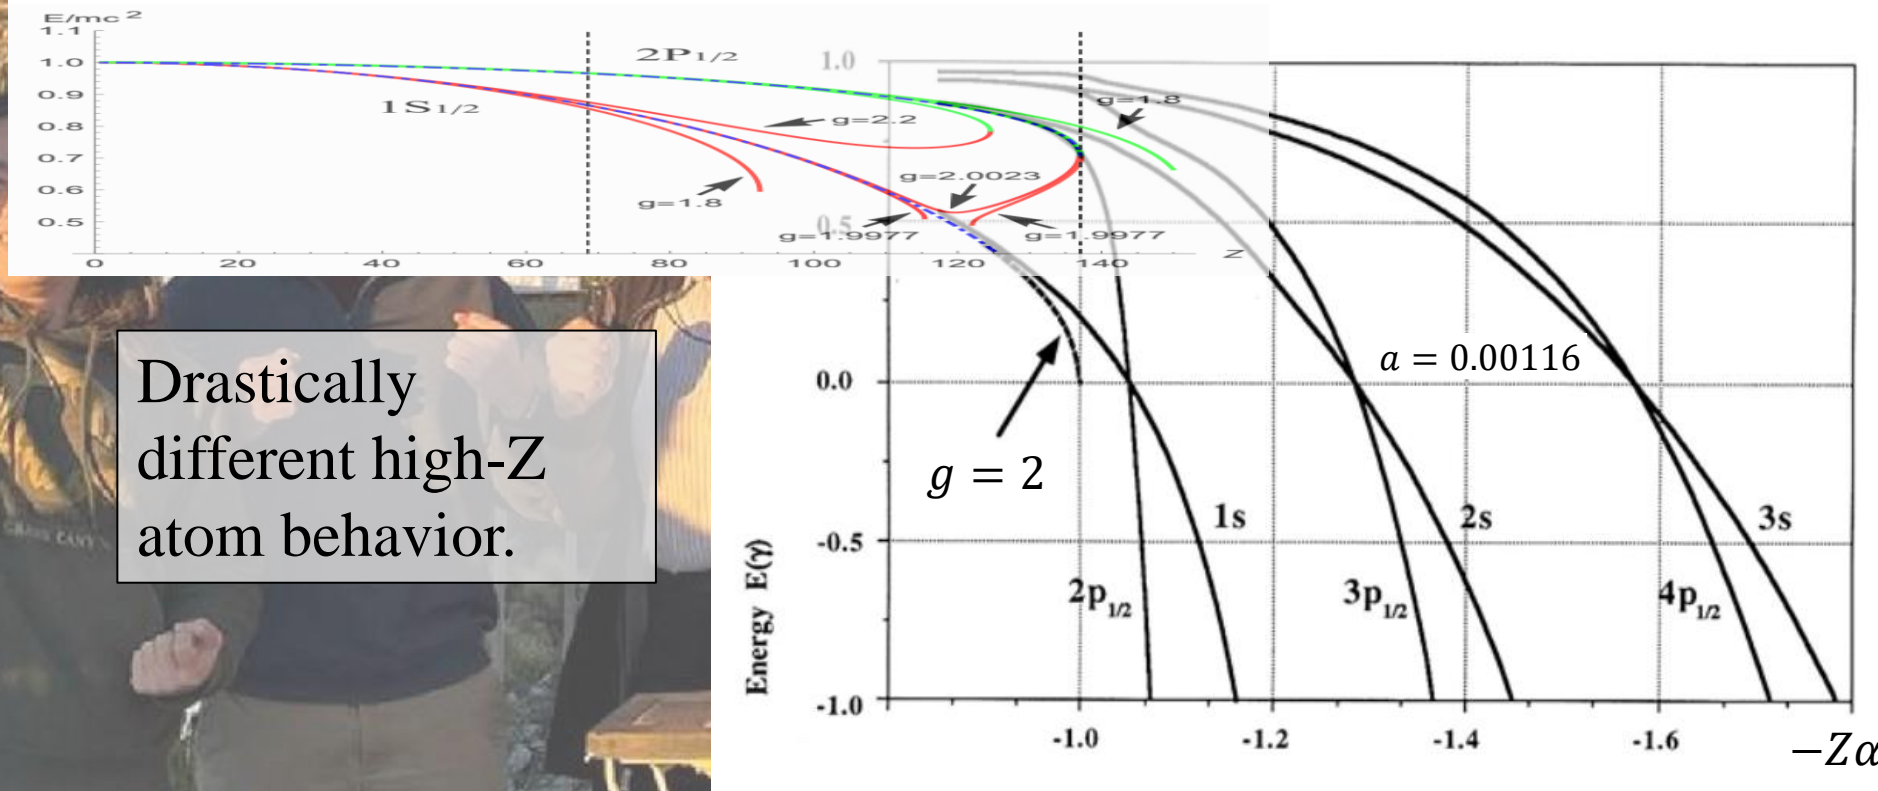 E/mc 2
1.1
1.0
0.9
0.8
0.7
0.6
0.5
0 20 40 60 80 100 120 140
Z
2P1/2
1S1/2
g=2.2
g=1.8
g=1.8
g=2.0023
g=1.9977
g=1.9977
Drastically
different high-Z
atom behavior.
1.0
0.5
0.0
-0.5
-1.0
Energy E(γ)
a = 0.00116
g = 2
1s
2s
3s
2p1/2
3p1/2
4p1/2
-1.0 -1.2 -1.4 -1.6
−Zα